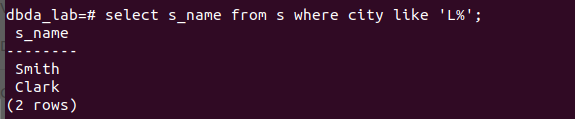 dbda_lab=# select s_name from s where city like 'L%';
s_name
--------
Smith
Clark
(2 rows)